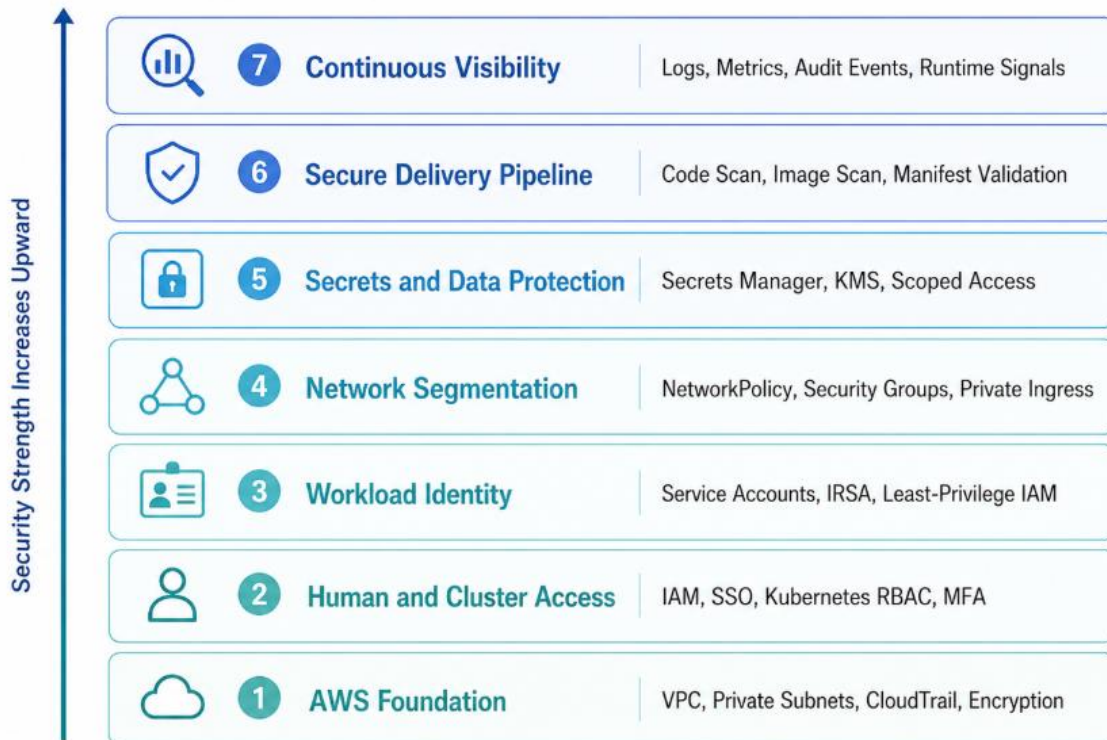 Security Strength Increases Upward
7 Continuous Visibility Logs, Metrics, Audit Events, Runtime Signals
6 Secure Delivery Pipeline Code Scan, Image Scan, Manifest Validation
5 Secrets and Data Protection Secrets Manager, KMS, Scoped Access
4 Network Segmentation NetworkPolicy, Security Groups, Private Ingress
3 Workload Identity Service Accounts, IRSA, Least-Privilege IAM
2 Human and Cluster Access IAM, SSO, Kubernetes RBAC, MFA
1 AWS Foundation VPC, Private Subnets, CloudTrail, Encryption